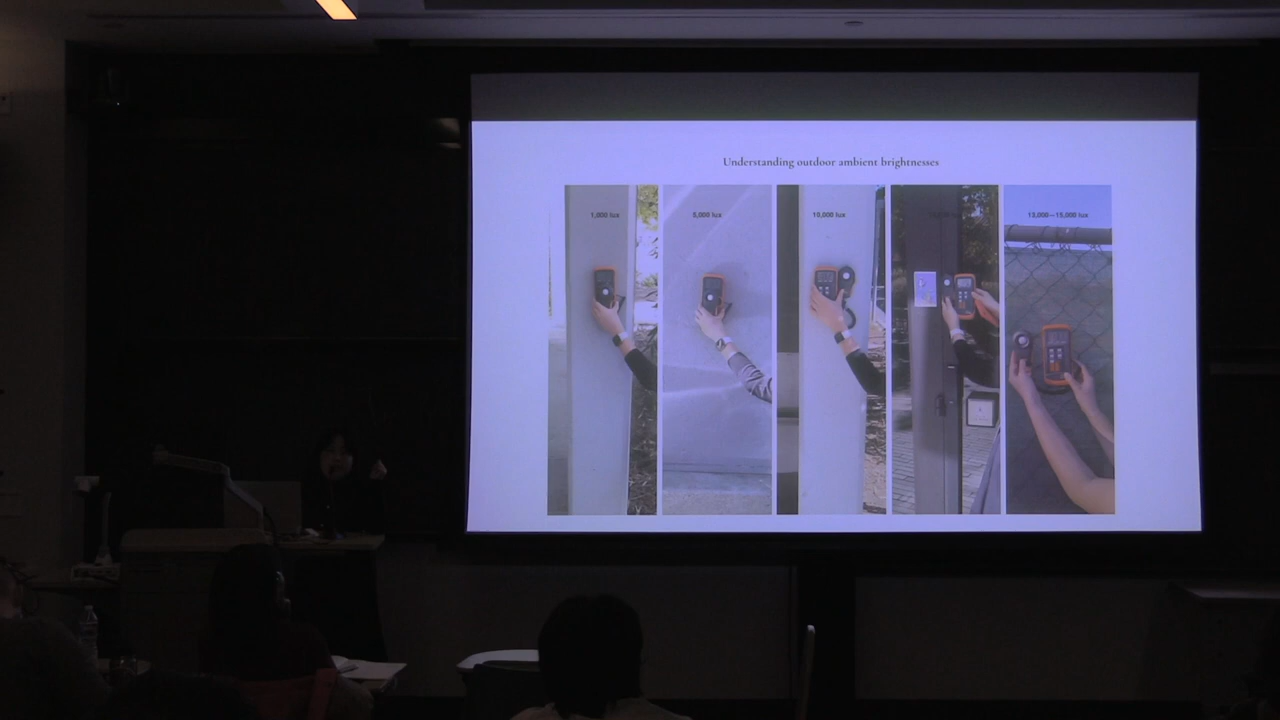 Understanding outdoor ambient brightnesses
1,000 lux
5,000 lux
10,000 lux
13,000—15,000 lux